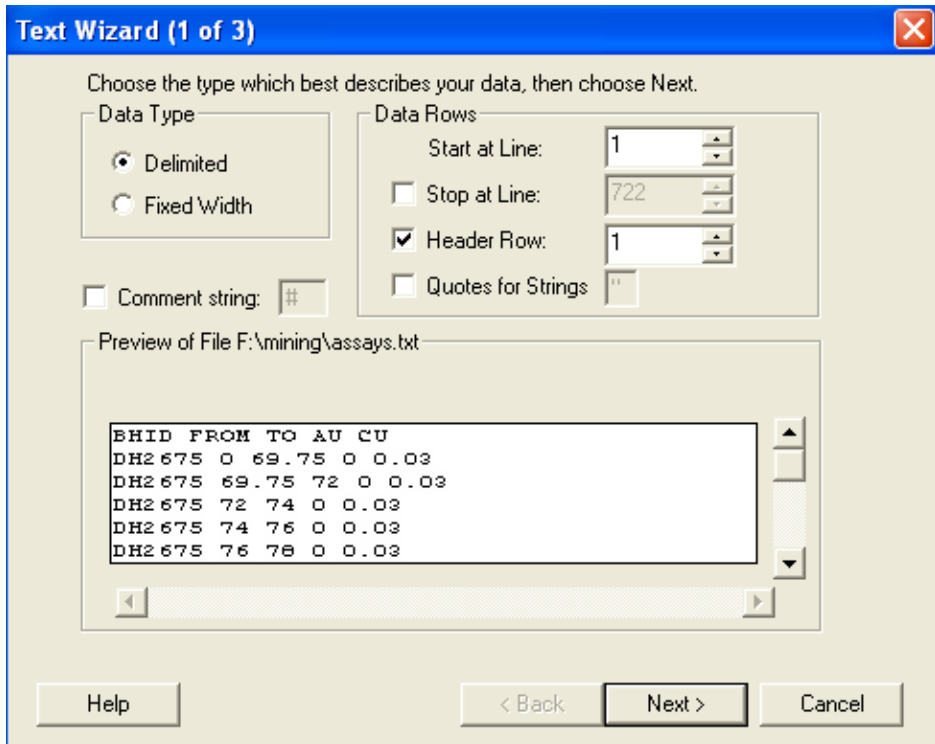 Text Wizard (1 of 3)
Choose the type which best describes your data, then choose Next.
Data Type
Delimited
Fixed Width
Comment string: #
Data Rows
Start at Line: 1
Stop at Line: 722
Header Row: 1
Quotes for Strings "
Preview of File F:\mining\assays.txt
BHID FROM TO AU CU
DH2675 0 69.75 0 0.03
DH2675 69.75 72 0 0.03
DH2675 72 74 0 0.03
DH2675 74 76 0 0.03
DH2675 76 78 0 0.03
Help
< Back
Next >
Cancel